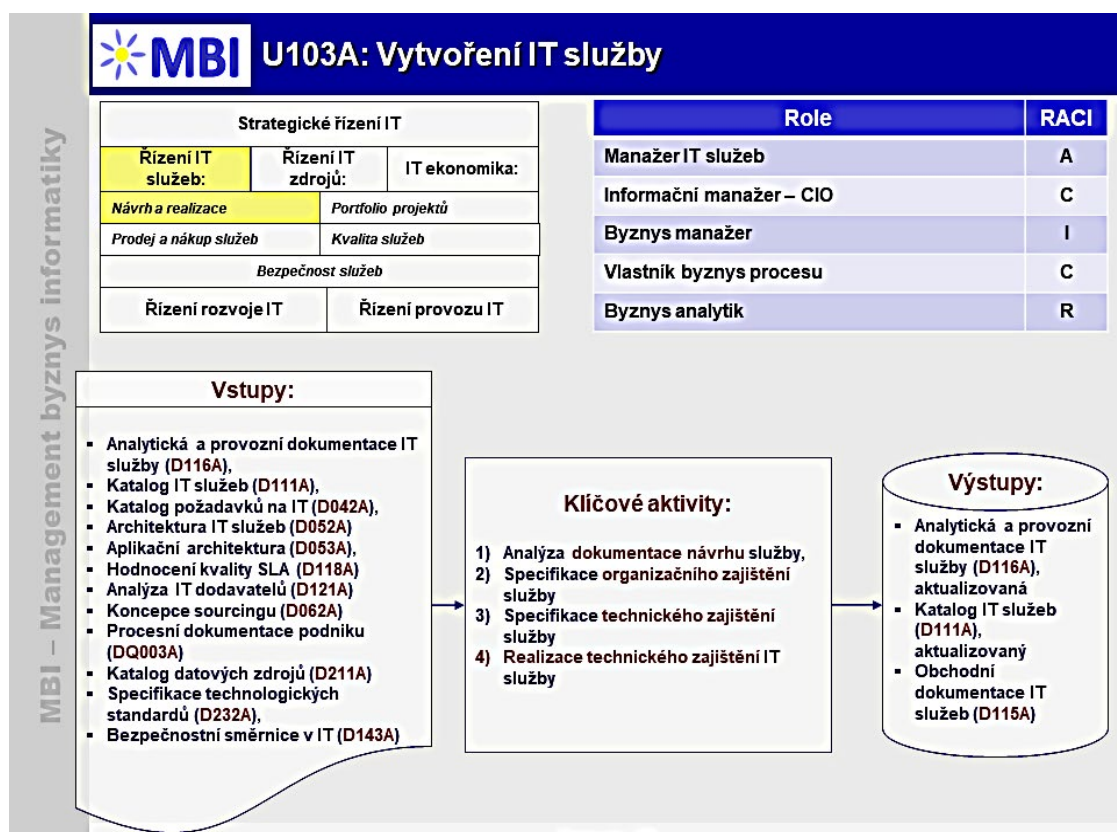 MBI U103A: Vytvoření IT služby
MBI – Management byznys informatiky
Strategické řízení IT
Řízení IT
služeb:
Řízení IT
zdrojů:
IT ekonomika:
Návrh a realizace
Portfolio projektů
Prodej a nákup služeb
Kvalita služeb
Bezpečnost služeb
Řízení rozvoje IT
Řízení provozu IT
Role RACI
Manažer IT služeb A
Informační manažer – CIO C
Byznys manažer I
Vlastník byznys procesu C
Byznys analytik R
Vstupy:
▪ Analytická a provozní dokumentace IT
služby (D116A),
▪ Katalog IT služeb (D111A),
▪ Katalog požadavků na IT (D042A),
▪ Architektura IT služeb (D052A)
▪ Aplikační architektura (D053A),
▪ Hodnocení kvality SLA (D118A)
▪ Analýza IT dodavatelů (D121A)
▪ Koncepce sourcingu (D062A)
▪ Procesní dokumentace podniku
(DQ003A)
▪ Katalog datových zdrojů (D211A)
▪ Specifikace technologických
standardů (D232A),
▪ Bezpečnostní směrnice v IT (D143A)
Klíčové aktivity:
1) Analýza dokumentace návrhu služby,
2) Specifikace organizačního zajištění
služby
3) Specifikace technického zajištění
služby
4) Realizace technického zajištění IT
služby
Výstupy:
▪ Analytická a provozní
dokumentace IT
služby (D116A),
aktualizovaná
▪ Katalog IT služeb
(D111A),
aktualizovaný
▪ Obchodní
dokumentace IT
služeb (D115A)